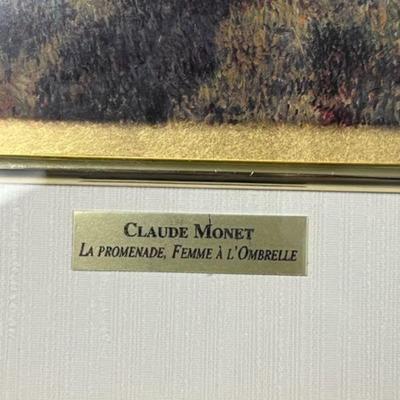 Claude Monet
La promenade, Femme à l'Ombrelle